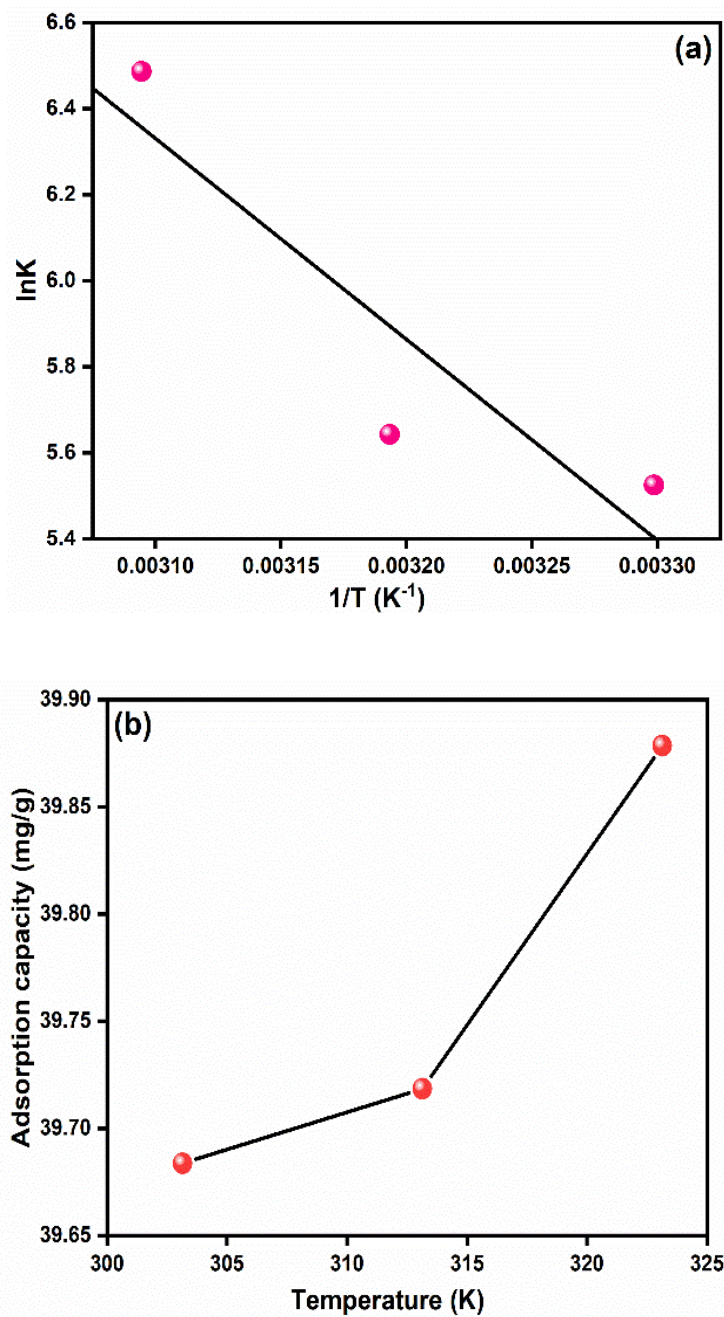 (a)
6.6
6.4
6.2
6.0
5.8
5.6
5.4
lnK
0.00310 0.00315 0.00320 0.00325 0.00330
1/T (K⁻¹)
(b)
39.90
39.85
39.80
39.75
39.70
39.65
Adsorption capacity (mg/g)
300 305 310 315 320 325
Temperature (K)